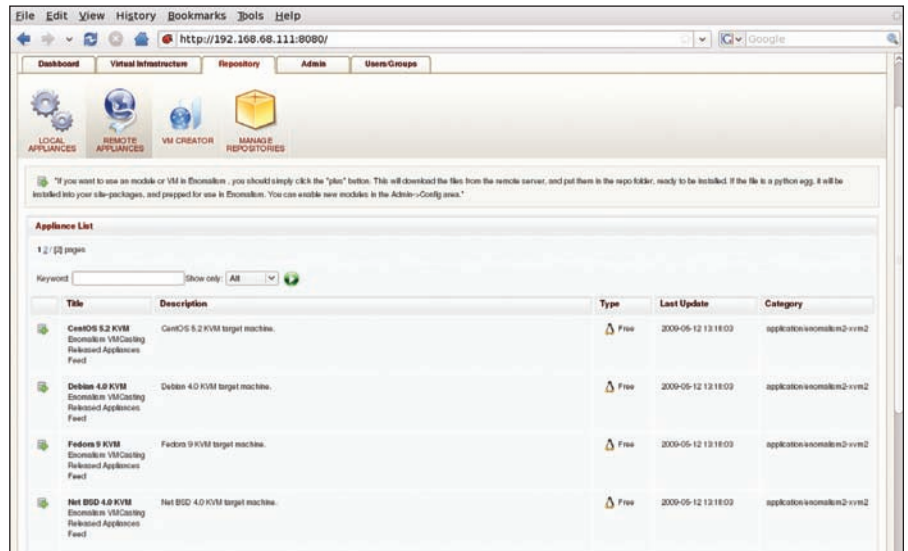 File Edit View History Bookmarks Tools Help
http://192.168.68.111:8080/
Google
Dashboard Virtual Infrastructure Repository Admin Users/Groups
LOCAL APPLIANCES
REMOTE APPLIANCES
VM CREATOR
MANAGE REPOSITORIES
"If you want to use an module or VM in Enomalism , you should simply click the "plus" button. This will download the files from the remote server, and put them in the repo folder, ready to be installed. If the file is a python egg, it will be
installed into your site-packages, and prepped for use in Enomalism. You can enable new modules in the Admin->Config area."
Appliance List
1 2 / [2] pages
Keyword Show only: All
Title Description Type Last Update Category
CentOS 5.2 KVM CentOS 5.2 KVM target machine. Free 2009-05-12 13:18:03 application/enomalism2-xvm2
Enomalism VMCasting
Released Appliances
Feed
Debian 4.0 KVM Debian 4.0 KVM target machine. Free 2009-05-12 13:18:03 application/enomalism2-xvm2
Enomalism VMCasting
Released Appliances
Feed
Fedora 9 KVM Fedora 9 KVM target machine. Free 2009-05-12 13:18:03 application/enomalism2-xvm2
Enomalism VMCasting
Released Appliances
Feed
Net BSD 4.0 KVM Net BSD 4.0 KVM target machine. Free 2009-05-12 13:18:03 application/enomalism2-xvm2
Enomalism VMCasting
Released Appliances
Feed